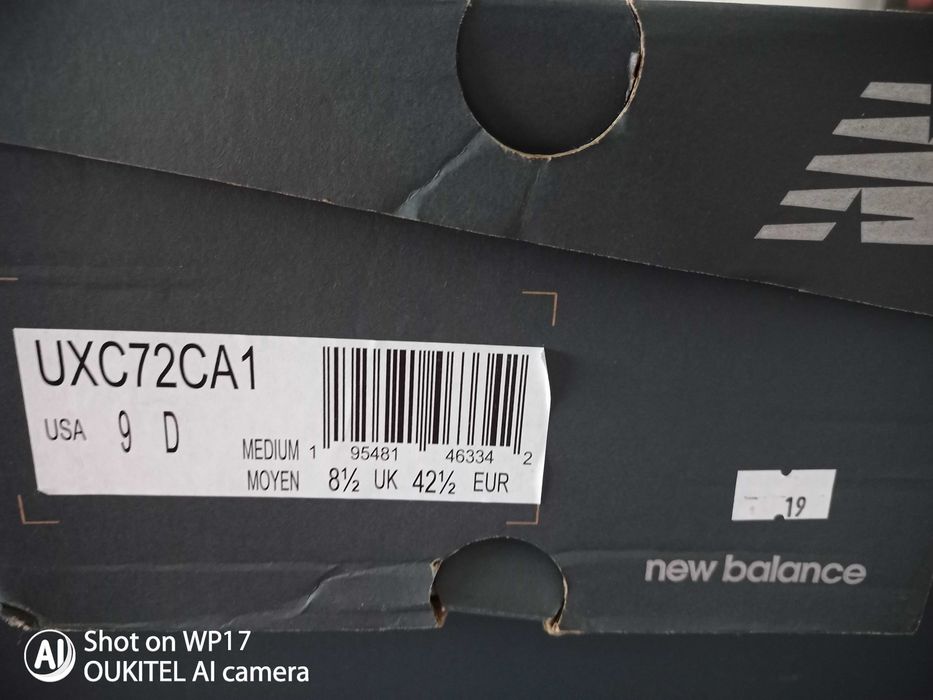 UXC72CA1
USA 9 D
MEDIUM 1 95481 46334 2
MOYEN 8½ UK 42½ EUR
19
new balance
AI Shot on WP17
OUKITEL AI camera